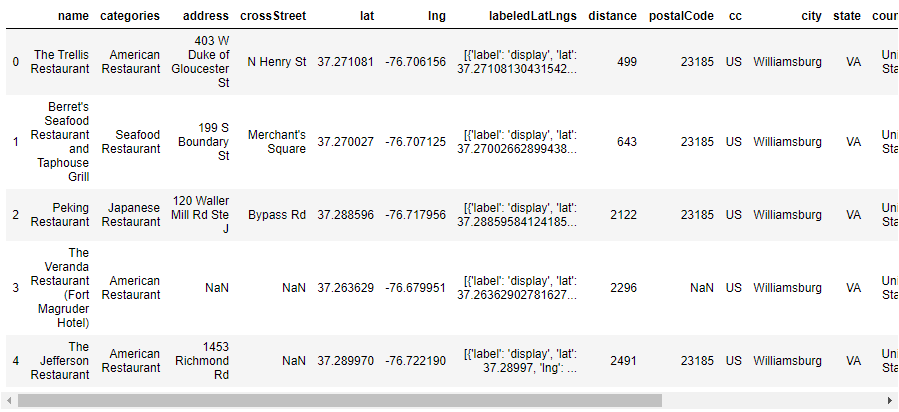 name categories address crossStreet lat lng labeledLatLngs distance postalCode cc city state coun
0 The Trellis Restaurant American Restaurant 403 W Duke of Gloucester St N Henry St 37.271081 -76.706156 [{'label': 'display', 'lat': 37.27108130431542... 499 23185 US Williamsburg VA Uni Sta
1 Berret's Seafood Restaurant and Taphouse Grill Seafood Restaurant 199 S Boundary St Merchant's Square 37.270027 -76.707125 [{'label': 'display', 'lat': 37.27002662899438... 643 23185 US Williamsburg VA Uni Sta
2 Peking Restaurant Japanese Restaurant 120 Waller Mill Rd Ste J Bypass Rd 37.288596 -76.717956 [{'label': 'display', 'lat': 37.28859584124185... 2122 23185 US Williamsburg VA Uni Sta
3 The Veranda Restaurant (Fort Magruder Hotel) American Restaurant NaN NaN 37.263629 -76.679951 [{'label': 'display', 'lat': 37.26362902781627... 2296 NaN US Williamsburg VA Uni Sta
4 The Jefferson Restaurant American Restaurant 1453 Richmond Rd NaN 37.289970 -76.722190 [{'label': 'display', 'lat': 37.28997, 'lng': ... 2491 23185 US Williamsburg VA Uni Sta